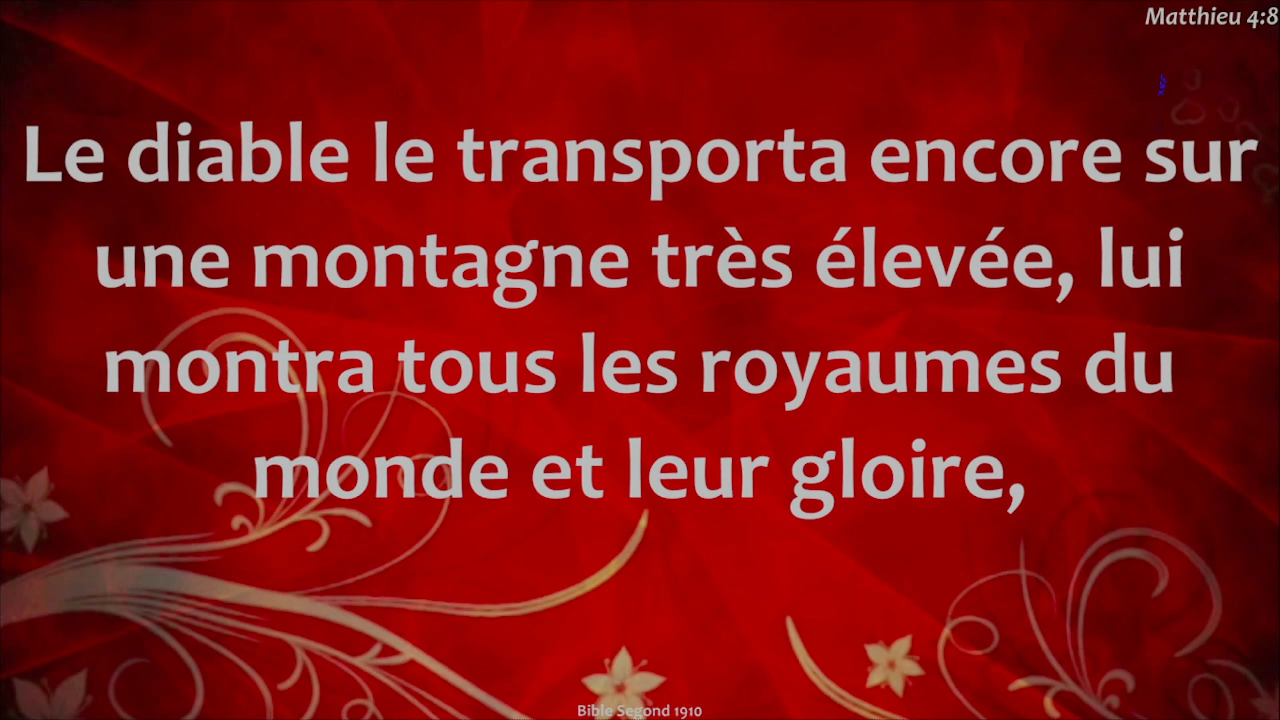 Matthieu 4:8
Le diable le transporta encore sur
une montagne très élevée, lui
montra tous les royaumes du
monde et leur gloire,
Bible Segond 1910